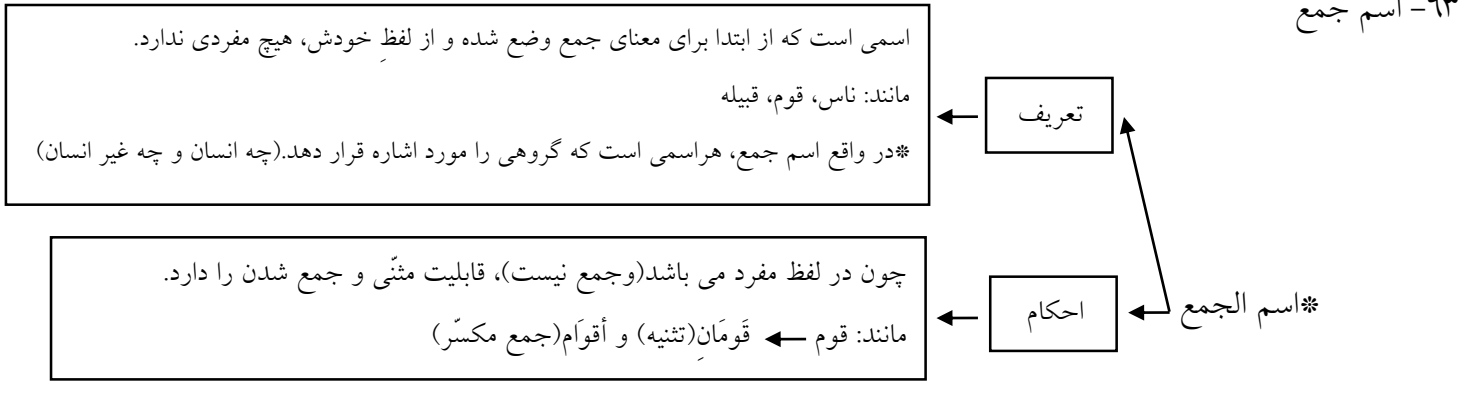 ٦٣- اسم جمع
اسمی است که از ابتدا برای معنای جمع وضع شده و از لفظِ خودش، هیچ مفردی ندارد.
مانند: ناس، قوم، قبیله
*در واقع اسم جمع، هراسمی است که گروهی را مورد اشاره قرار دهد.(چه انسان و چه غیر انسان)
تعریف
*اسم الجمع
احکام
چون در لفظ مفرد می باشد(وجمع نیست)، قابلیت مثنّی و جمع شدن را دارد.
مانند: قوم ← قَومَانِ(تثنیه) و أقوَام(جمع مکسّر)